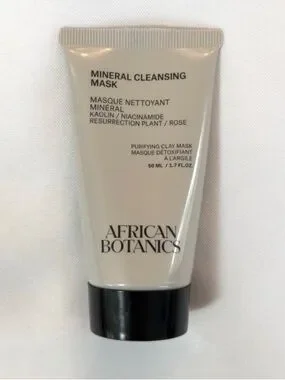 MINERAL CLEANSING
MASK
MASQUE NETTOYANT
MINÉRAL
KAOLIN / NIACINAMIDE
RESURRECTION PLANT / ROSE
PURIFYING CLAY MASK
MASQUE DÉTOXIFIANT
À L'ARGILE
50 ML / 1.7 FL.OZ
AFRICAN
BOTANICS